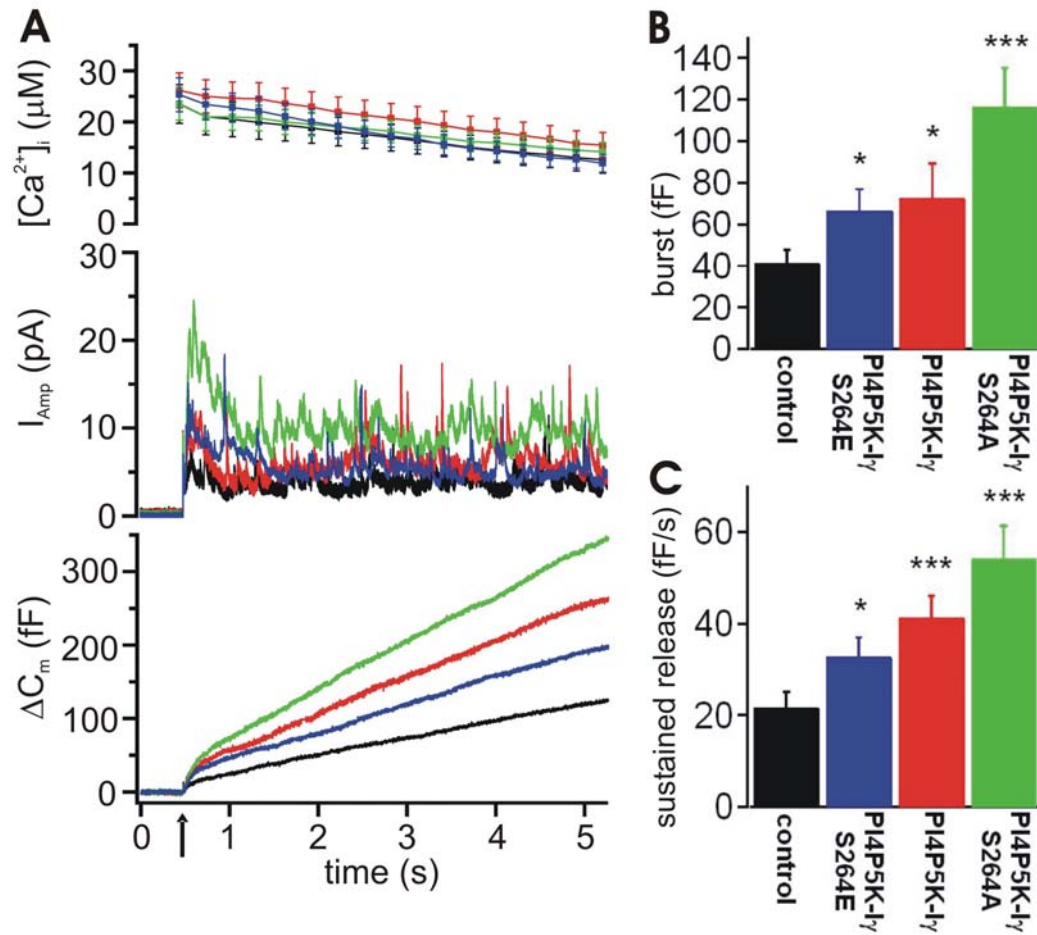 A
[Ca²⁺]ᵢ (µM)
30
20
10
0
I_Amp (pA)
30
20
10
0
ΔC_m (fF)
300
200
100
0
0
1
2
3
4
5
time (s)
B
burst (fF)
140
120
100
80
60
40
20
0
*
*
***
control
PI4P5K-Iγ
S264E
PI4P5K-Iγ
PI4P5K-Iγ
S264A
C
sustained release (fF/s)
60
40
20
0
*
***
***
control
PI4P5K-Iγ
S264E
PI4P5K-Iγ
PI4P5K-Iγ
S264A